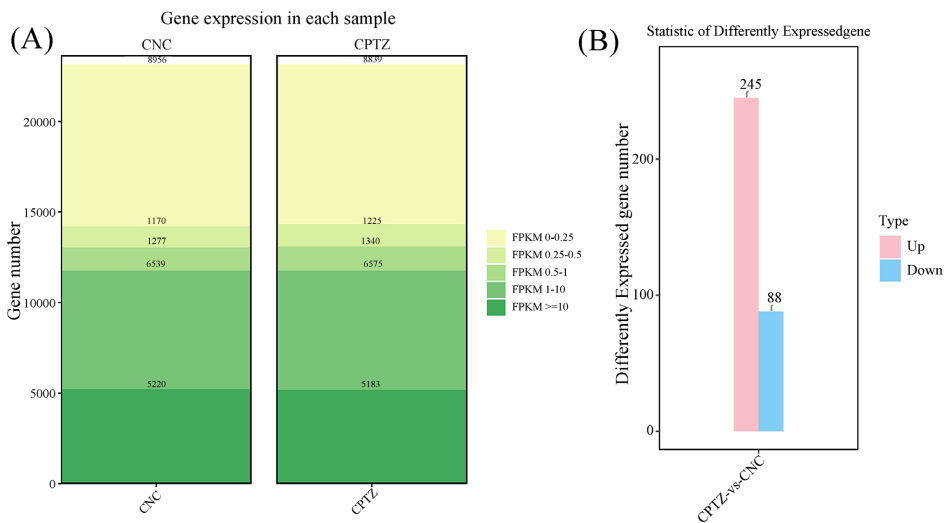 (A)
Gene expression in each sample
CNC
CPTZ
8956
8839
1170
1225
1277
1340
6539
6575
5220
5183
20000
15000
10000
5000
0
Gene number
CNC
CPTZ
FPKM 0-0.25
FPKM 0.25-0.5
FPKM 0.5-1
FPKM 1-10
FPKM >=10
(B)
Statistic of Differently Expressedgene
245
88
200
100
0
Differently Expressed gene number
CPTZ-vs-CNC
Type
Up
Down